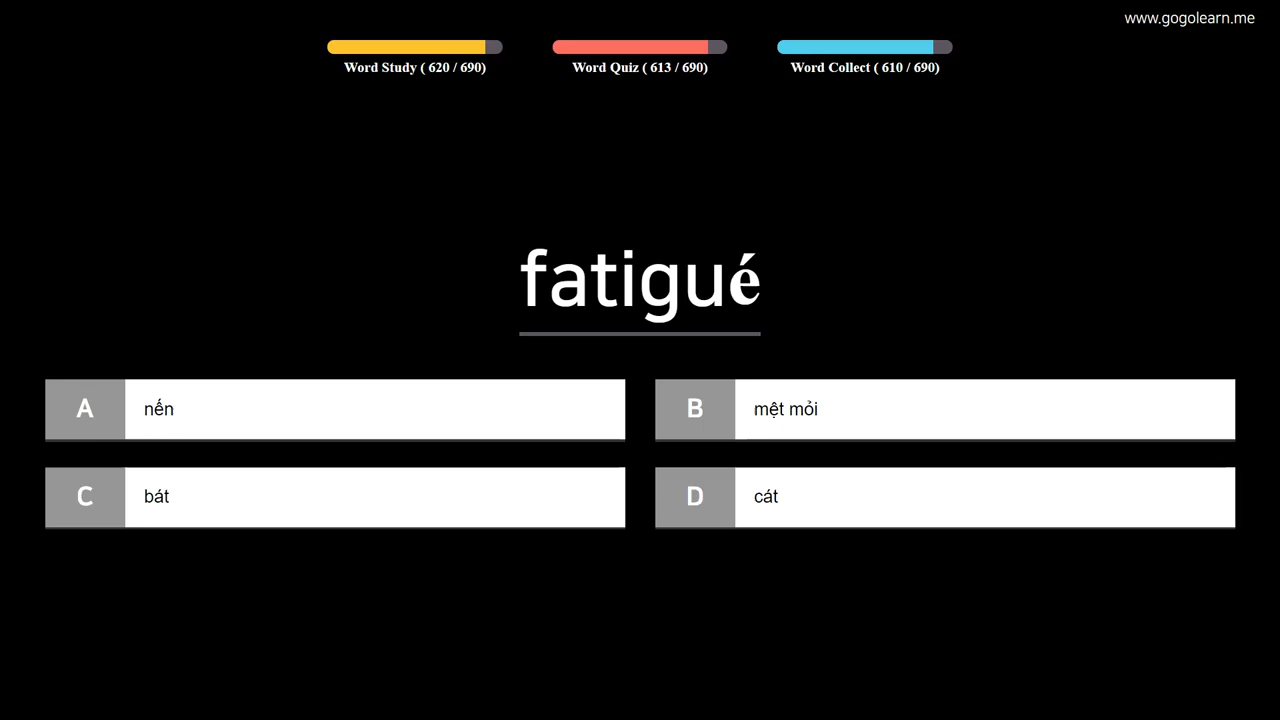 www.gogolearn.me
Word Study ( 620 / 690)
Word Quiz ( 613 / 690)
Word Collect ( 610 / 690)
fatigué
A nến
B mệt mỏi
C bát
D cát